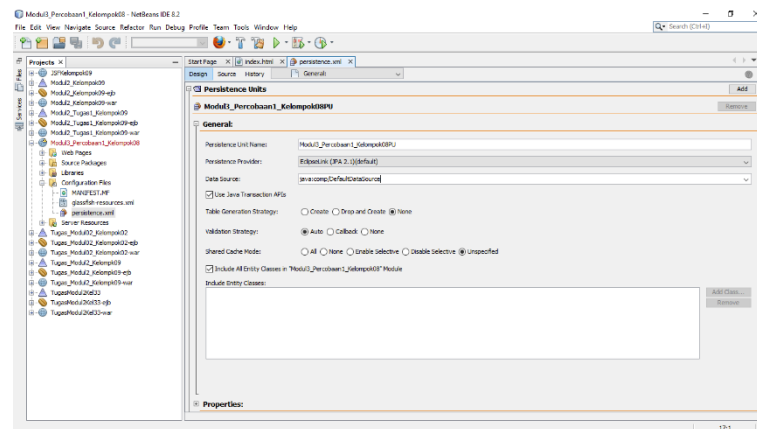 Modul3_Percobaan1_Kelompok08 - NetBeans IDE 8.2
File Edit View Navigate Source Refactor Run Debug Profile Team Tools Window Help
Search (Ctrl+I)
Projects
Start Page index.html persistence.xml
Files
Services
Design Source History General
JSFKelompok09
Modul2_Kelompok09
Modul2_Kelompok09-ejb
Modul2_Kelompok09-war
Modul2_Tugas1_Kelompok09
Modul2_Tugas1_Kelompok09-ejb
Modul2_Tugas1_Kelompok09-war
Modul3_Percobaan1_Kelompok08
Web Pages
Source Packages
Libraries
Configuration Files
MANIFEST.MF
glassfish-resources.xml
persistence.xml
Server Resources
Tugas_Modul02_Kelompok02
Tugas_Modul02_Kelompok02-ejb
Tugas_Modul02_Kelompok02-war
Tugas_Modul2_Kelempk09
Tugas_Modul2_Kelempk09-ejb
Tugas_Modul2_Kelempk09-war
TugasModul2Kel33
TugasModul2Kel33-ejb
TugasModul2Kel33-war
Persistence Units
Add
Modul3_Percobaan1_Kelompok08PU
Remove
General:
Persistence Unit Name: Modul3_Percobaan1_Kelompok08PU
Persistence Provider: EclipseLink (JPA 2.1)(default)
Data Source: java:comp/DefaultDataSource
Use Java Transaction APIs
Table Generation Strategy: Create Drop and Create None
Validation Strategy: Auto Callback None
Shared Cache Mode: All None Enable Selective Disable Selective Unspecified
Include All Entity Classes in "Modul3_Percobaan1_Kelompok08" Module
Include Entity Classes:
Add Class...
Remove
Properties:
17:1